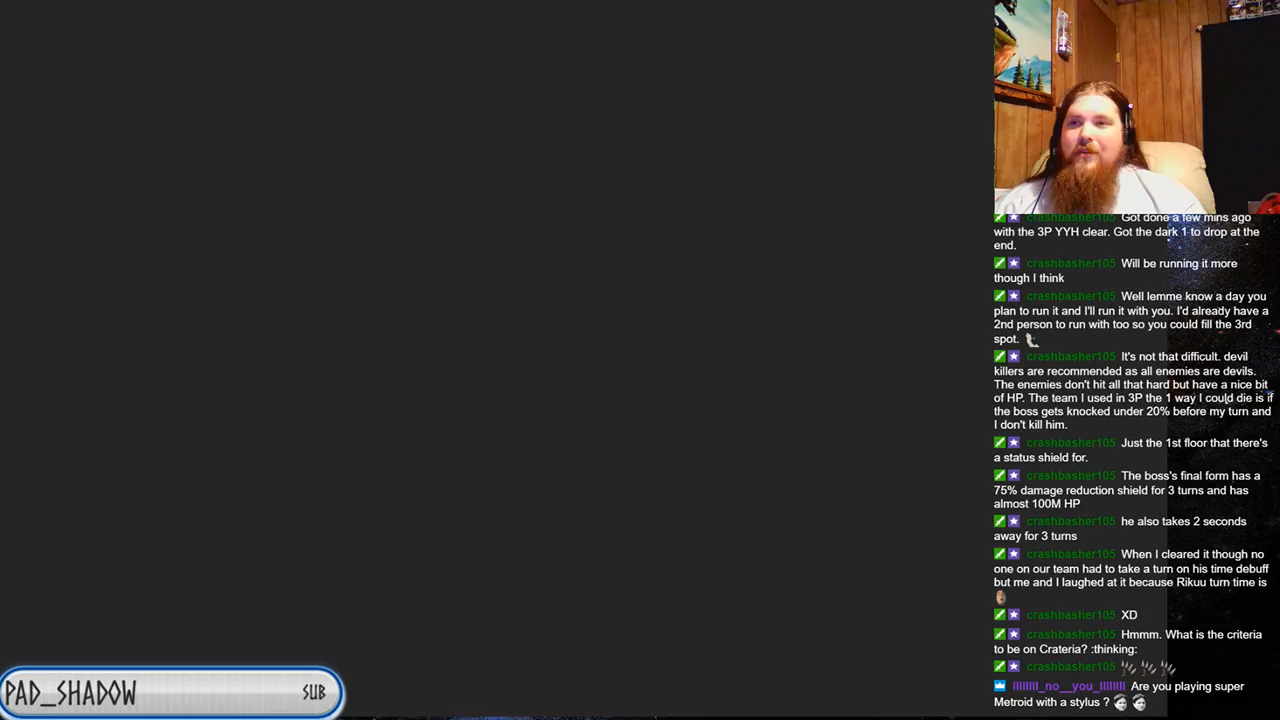 crashbasher105 Got done a few mins ago
with the 3P YYH clear. Got the dark 1 to drop at the
end.
crashbasher105 Will be running it more
though I think
crashbasher105 Well lemme know a day you
plan to run it and I'll run it with you. I'd already have a
2nd person to run with too so you could fill the 3rd
spot.
crashbasher105 It's not that difficult. devil
killers are recommended as all enemies are devils.
The enemies don't hit all that hard but have a nice bit
of HP. The team I used in 3P the 1 way I could die is if
the boss gets knocked under 20% before my turn and
I don't kill him.
crashbasher105 Just the 1st floor that there's
a status shield for.
crashbasher105 The boss's final form has a
75% damage reduction shield for 3 turns and has
almost 100M HP
crashbasher105 he also takes 2 seconds
away for 3 turns
crashbasher105 When I cleared it though no
one on our team had to take a turn on his time debuff
but me and I laughed at it because Rikuu turn time is
crashbasher105 XD
crashbasher105 Hmmm. What is the criteria
to be on Crateria? :thinking:
crashbasher105
Are you playing super
Metroid with a stylus ?
PAD_SHADOW SUB